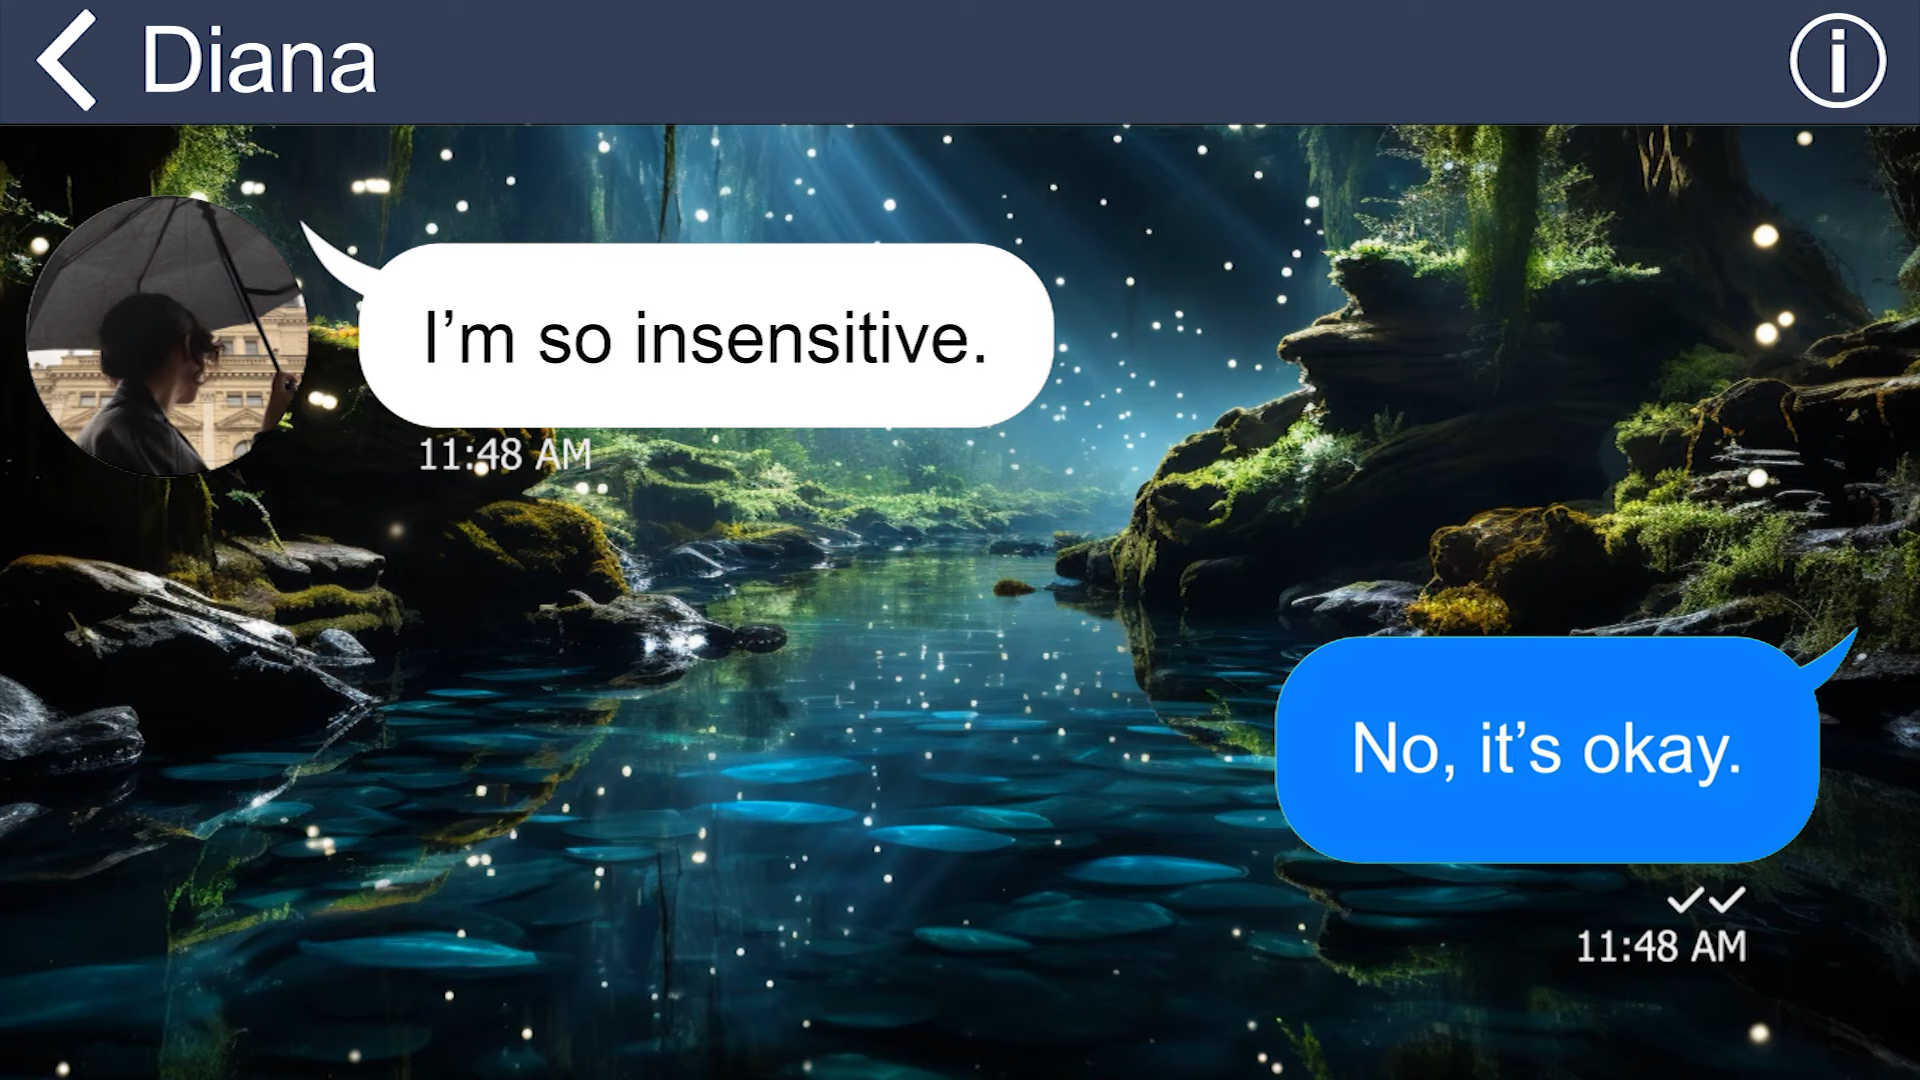 Diana
I’m so insensitive.
11:48 AM
No, it’s okay.
11:48 AM